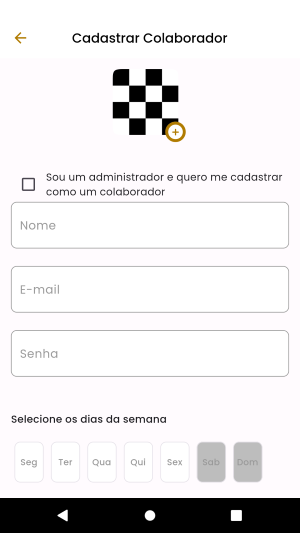 Cadastrar Colaborador
Sou um administrador e quero me cadastrar
como um colaborador
Nome
E-mail
Senha
Selecione os dias da semana
Seg Ter Qua Qui Sex Sab Dom